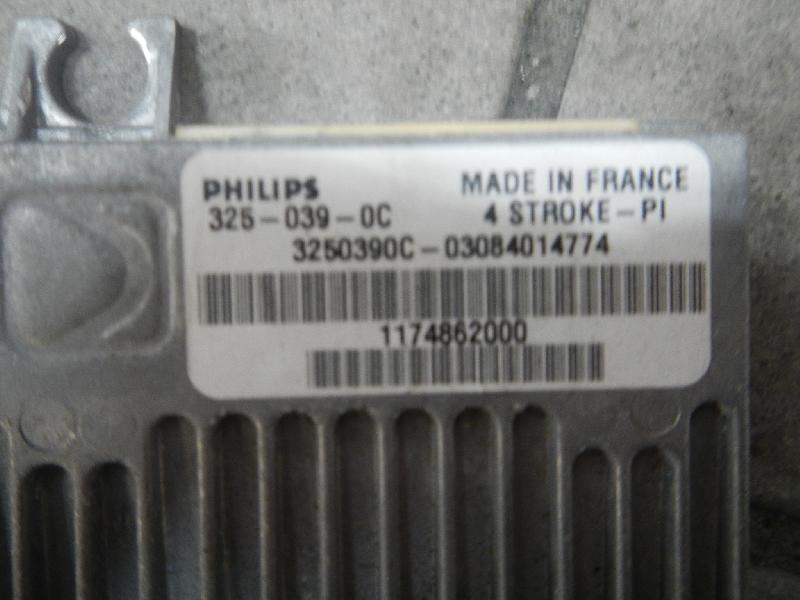 PHILIPS MADE IN FRANCE
325-039-0C 4 STROKE-PI
3250390C-03084014774
1174862000